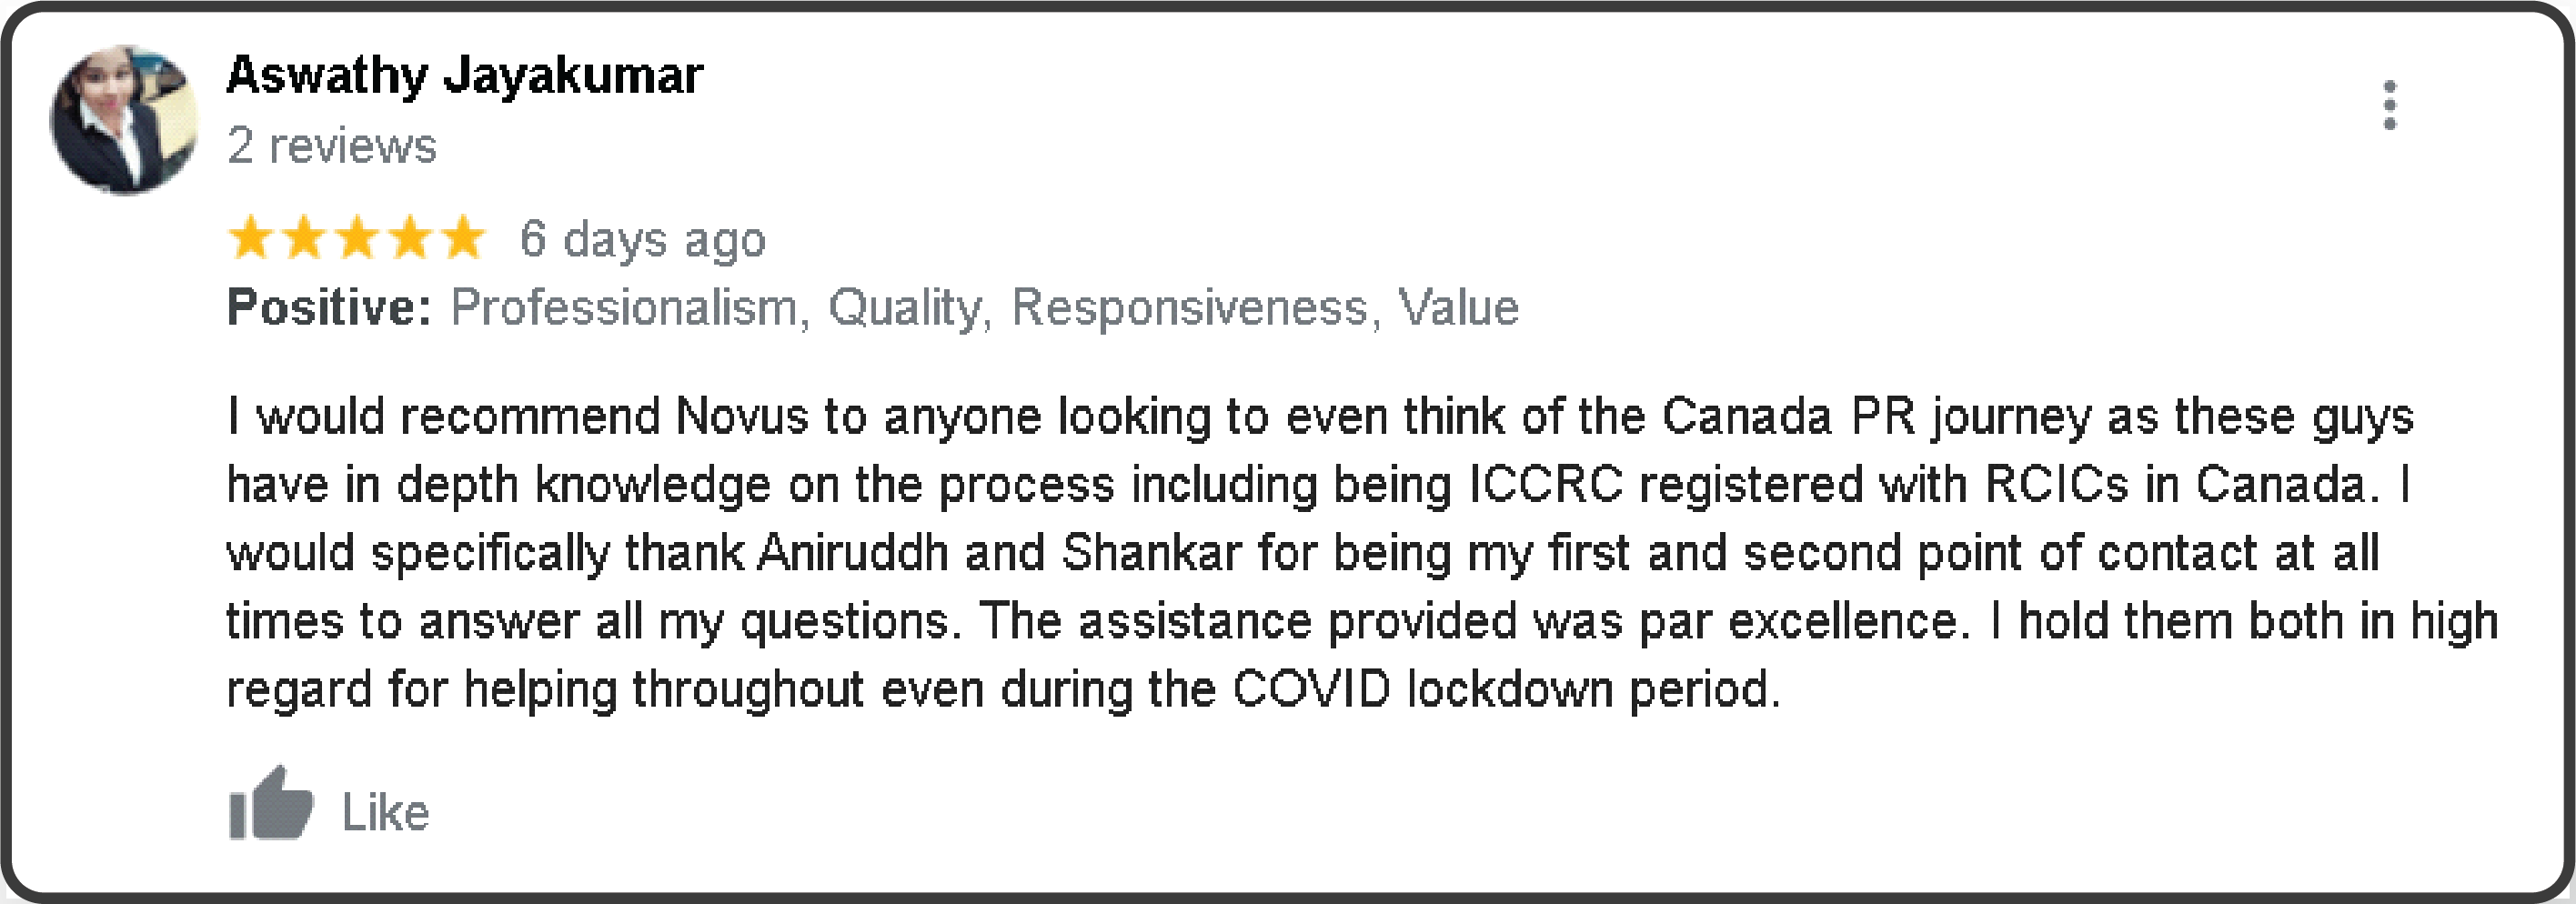 Aswathy Jayakumar
2 reviews
6 days ago
Positive: Professionalism, Quality, Responsiveness, Value
I would recommend Novus to anyone looking to even think of the Canada PR journey as these guys
have in depth knowledge on the process including being ICCRC registered with RCICs in Canada. I
would specifically thank Aniruddh and Shankar for being my first and second point of contact at all
times to answer all my questions. The assistance provided was par excellence. I hold them both in high
regard for helping throughout even during the COVID lockdown period.
Like